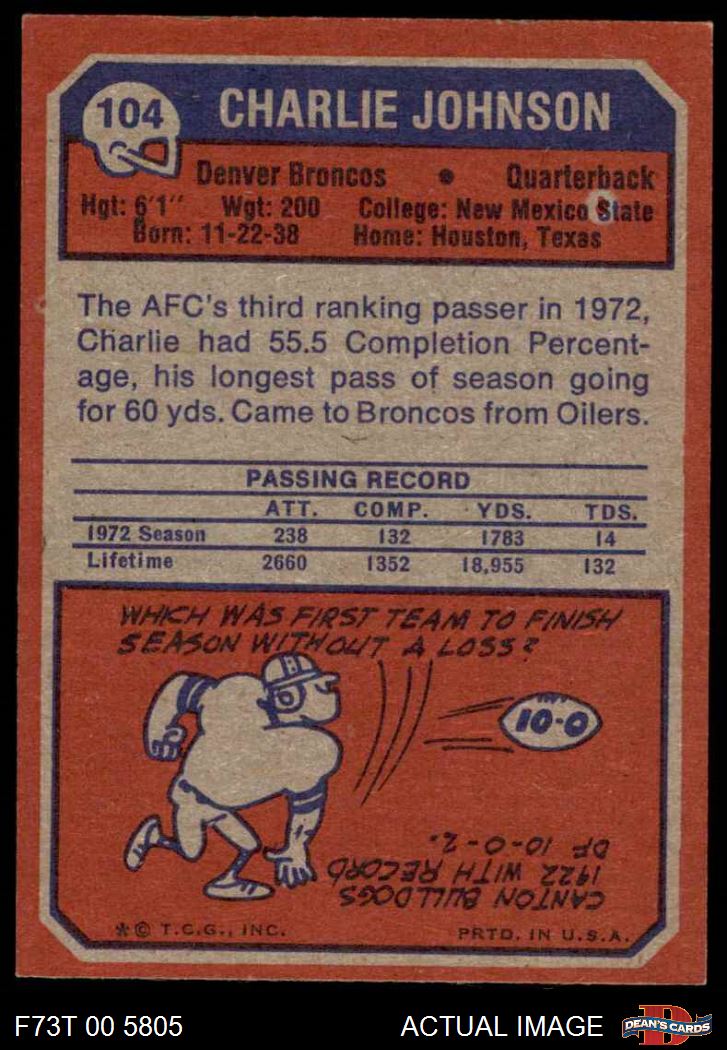 104
CHARLIE JOHNSON
Denver Broncos • Quarterback
Hgt: 6'1" Wgt: 200 College: New Mexico State
Born: 11-22-38 Home: Houston, Texas
The AFC's third ranking passer in 1972,
Charlie had 55.5 Completion Percent-
age, his longest pass of season going
for 60 yds. Came to Broncos from Oilers.
PASSING RECORD
ATT. COMP. YDS. TDS.
1972 Season 238 132 1783 14
Lifetime 2660 1352 18,955 132
WHICH WAS FIRST TEAM TO FINISH
SEASON WITHOUT A LOSS?
10-0
CANTON BULLDOGS
1922 WITH RECORD
OF 10-0-2.
*© T.C.G., INC. PRTD. IN U.S.A.
F73T 00 5805 ACTUAL IMAGE
D
DEAN'S CARDS